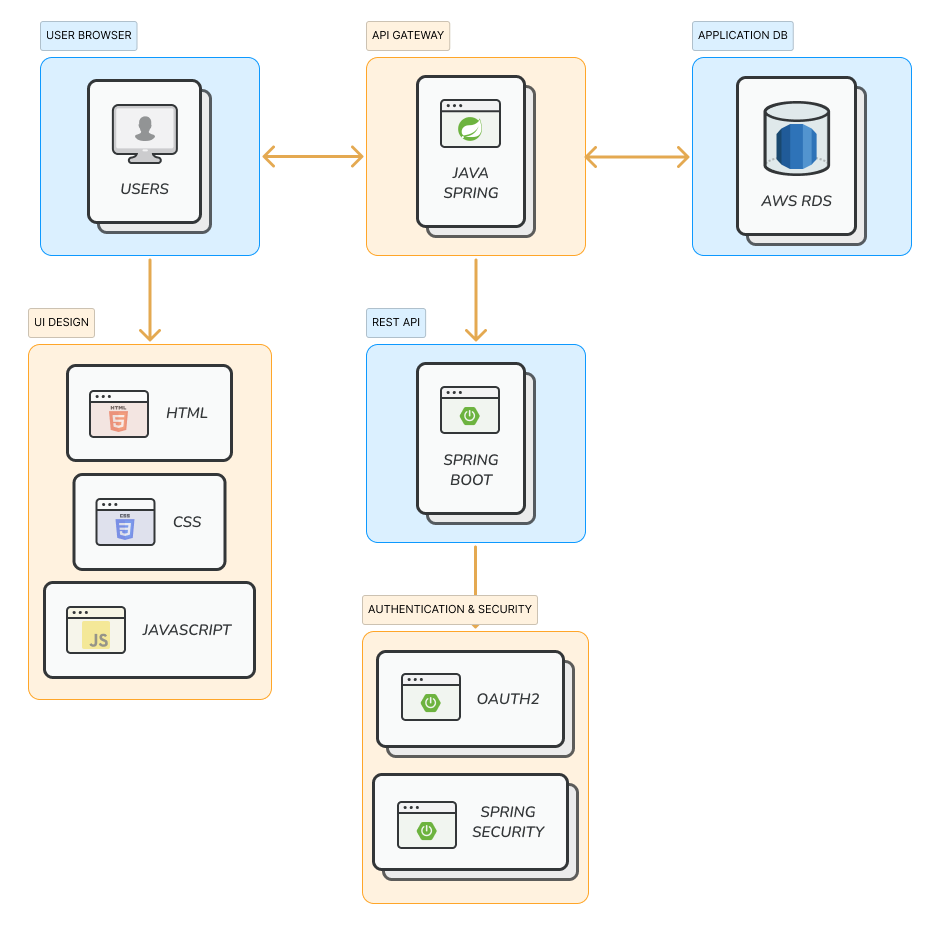 USER BROWSER
API GATEWAY
APPLICATION DB
USERS
JAVA
SPRING
AWS RDS
UI DESIGN
REST API
HTML
HTML
CSS
CSS
JS
JAVASCRIPT
SPRING
BOOT
AUTHENTICATION & SECURITY
OAUTH2
SPRING
SECURITY